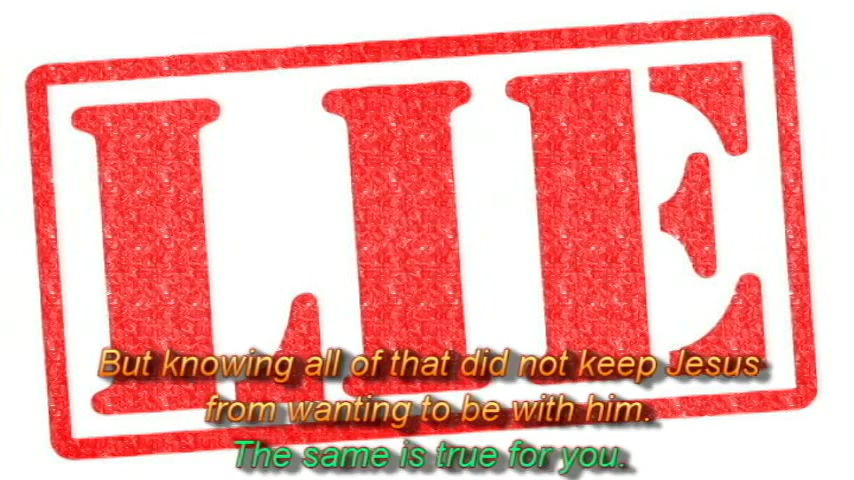 LIE
But knowing all of that did not keep Jesus
from wanting to be with him.
The same is true for you.